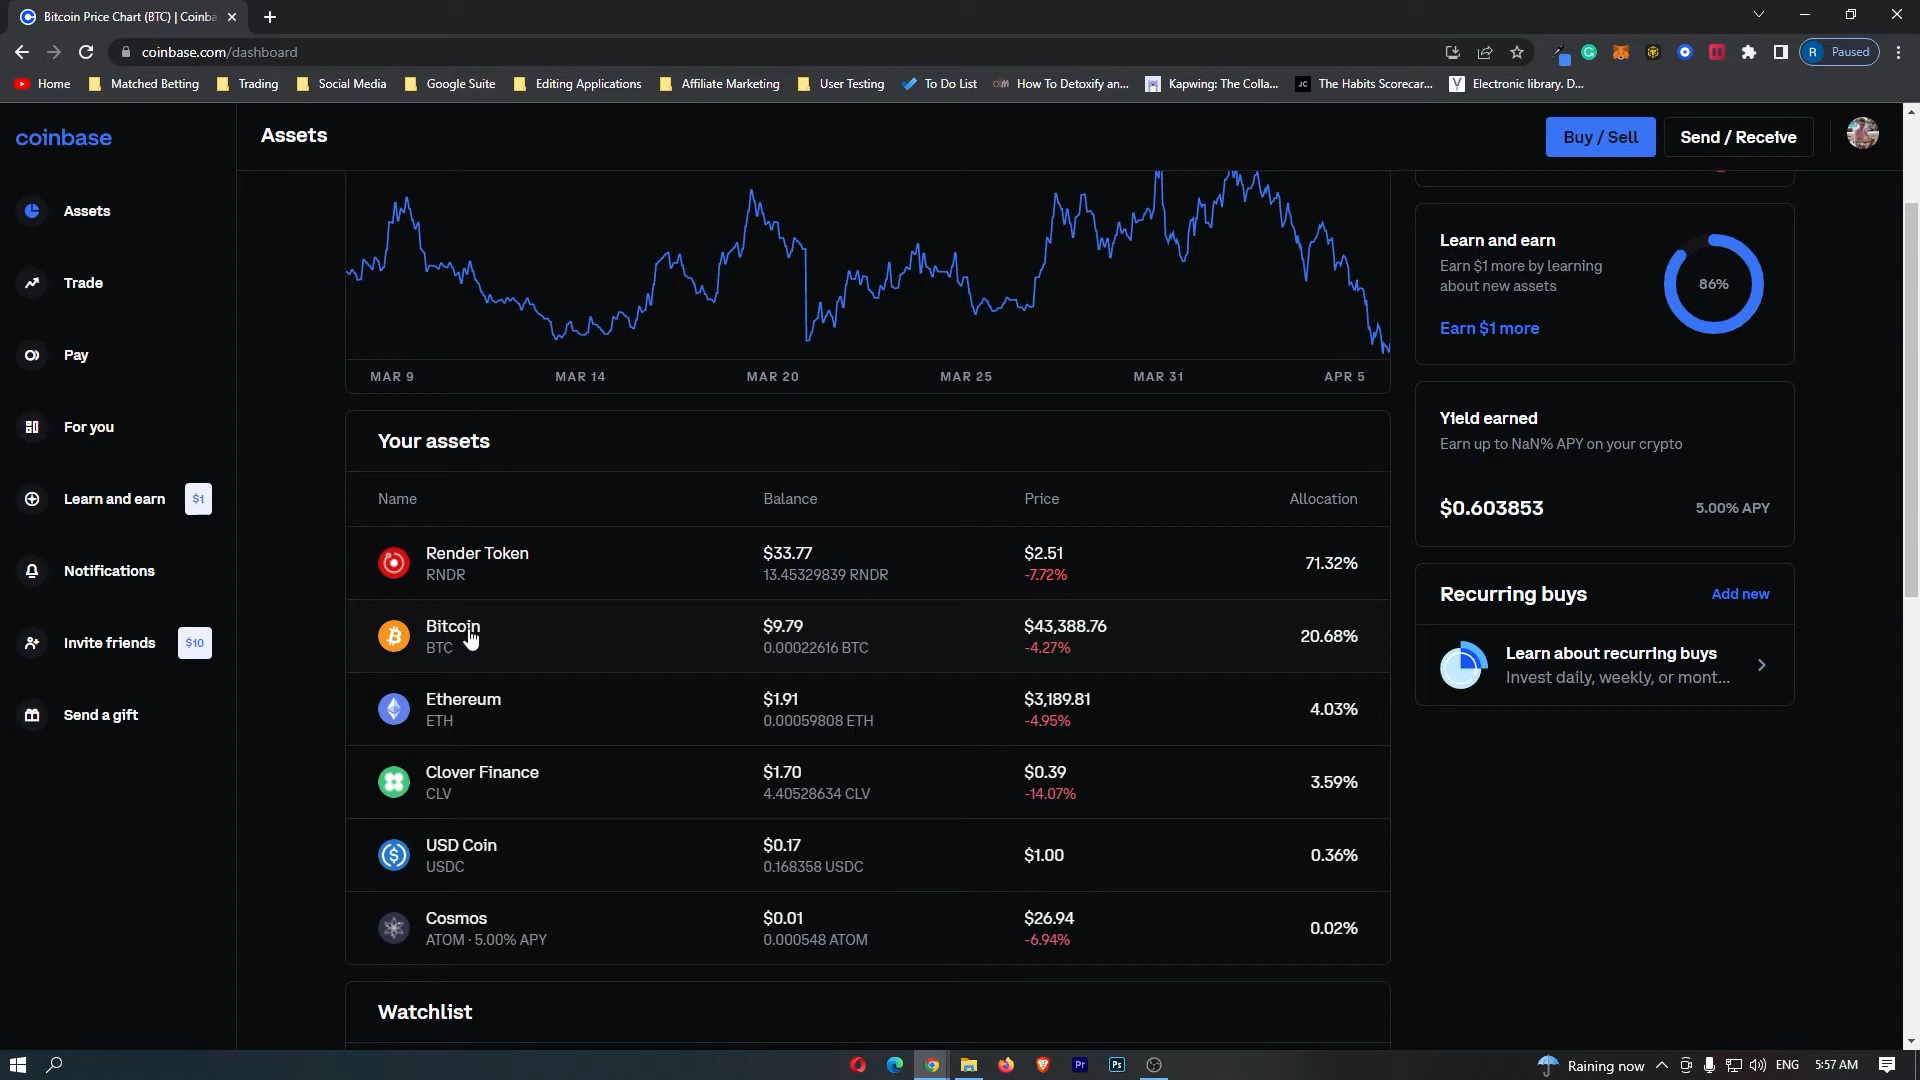 Bitcoin Price Chart (BTC) | Coinba
coinbase.com/dashboard
R Paused
Home Matched Betting Trading Social Media Google Suite Editing Applications Affiliate Marketing User Testing To Do List How To Detoxify an... Kapwing: The Colla... JC The Habits Scorecar... Electronic library. D...
coinbase
Assets
Buy / Sell
Send / Receive
Assets
Trade
Pay
For you
Learn and earn $1
Notifications
Invite friends $10
Send a gift
MAR 9 MAR 14 MAR 20 MAR 25 MAR 31 APR 5
Your assets
Name Balance Price Allocation
Render Token $33.77 $2.51 71.32%
RNDR 13.45329839 RNDR -7.72%
Bitcoin $9.79 $43,388.76 20.68%
BTC 0.00022616 BTC -4.27%
Ethereum $1.91 $3,189.81 4.03%
ETH 0.00059808 ETH -4.95%
Clover Finance $1.70 $0.39 3.59%
CLV 4.40528634 CLV -14.07%
USD Coin $0.17 $1.00 0.36%
USDC 0.168358 USDC
Cosmos $0.01 $26.94 0.02%
ATOM · 5.00% APY 0.000548 ATOM -6.94%
Watchlist
Learn and earn
Earn $1 more by learning
about new assets
86%
Earn $1 more
Yield earned
Earn up to NaN% APY on your crypto
$0.603853 5.00% APY
Recurring buys Add new
Learn about recurring buys
Invest daily, weekly, or mont...
Pr Ps
Raining now ENG 5:57 AM